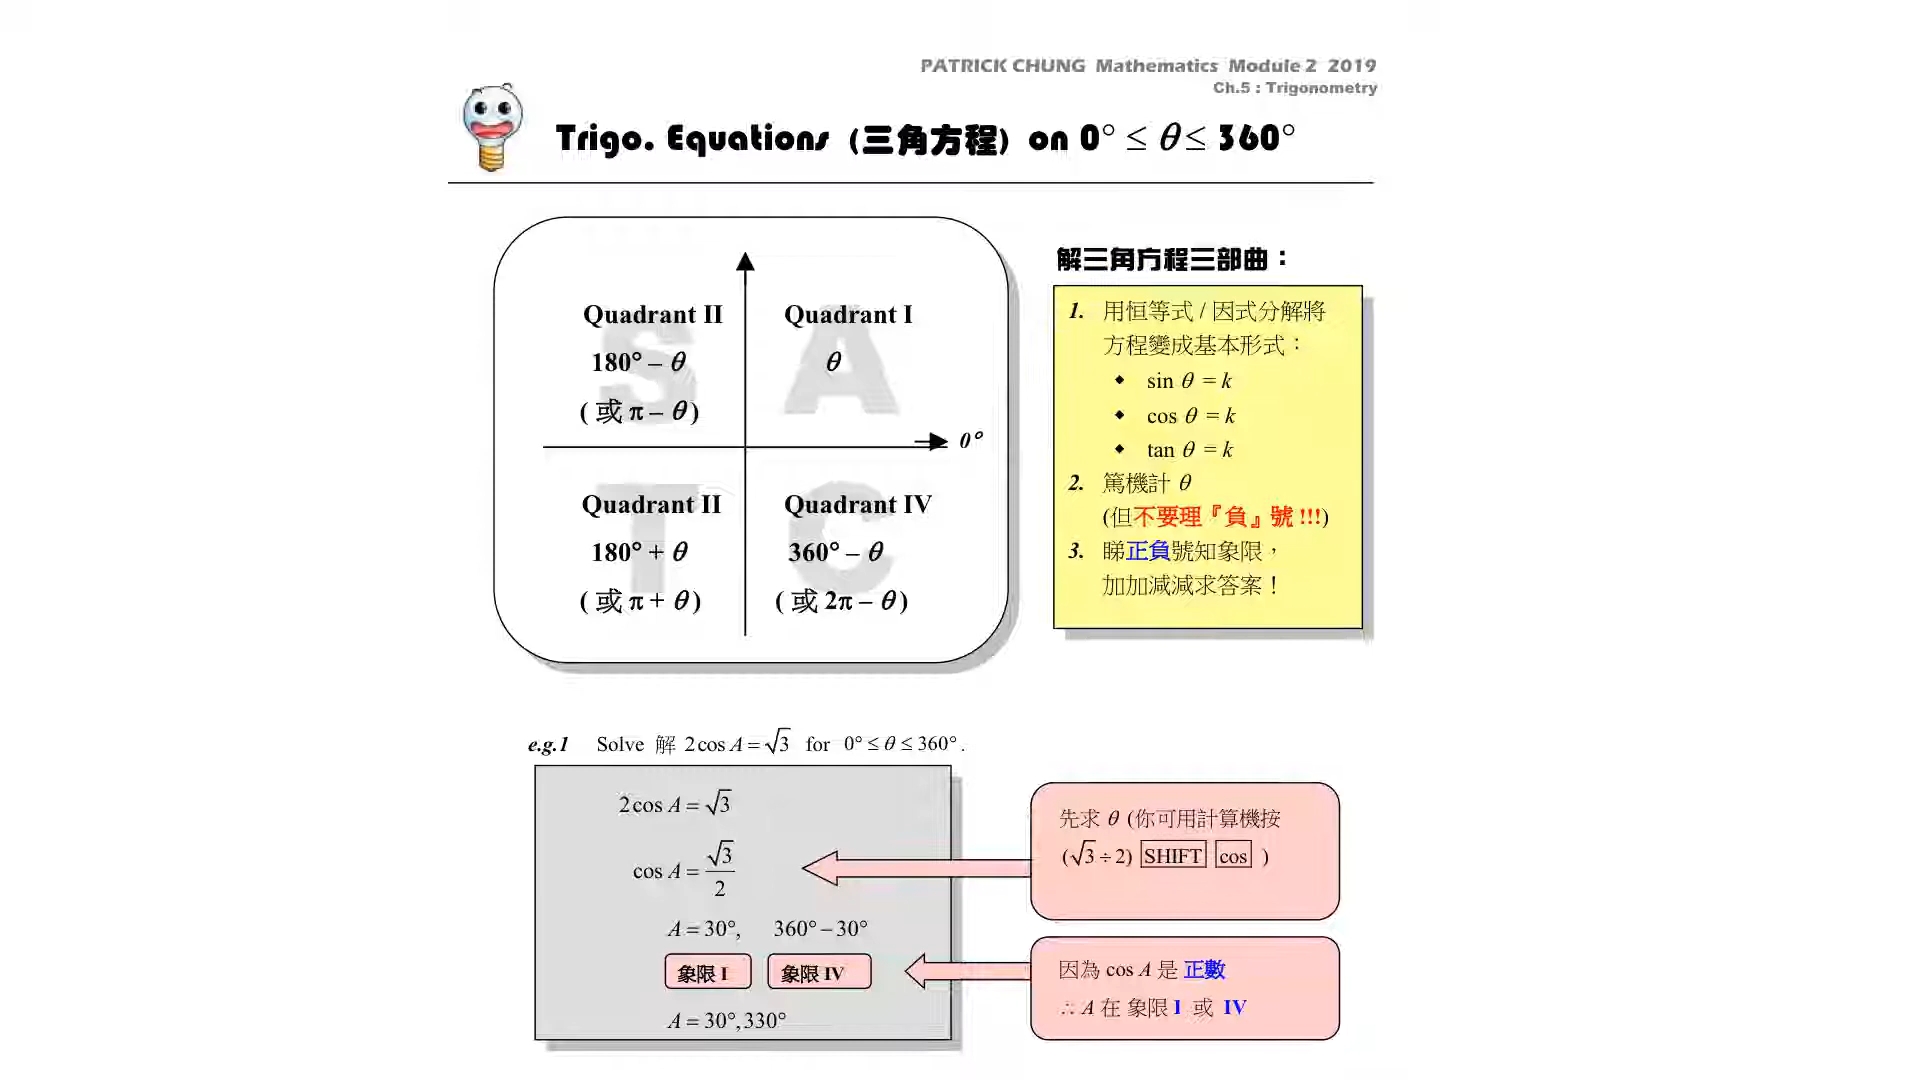 PATRICK CHUNG Mathematics Module 2 2019
Ch.5 : Trigonometry
Trigo. Equations (三角方程) on 0° ≤ θ ≤ 360°
S
Quadrant II
180° – θ
( 或 π – θ )
A
Quadrant I
θ
0°
T
Quadrant II
180° + θ
( 或 π + θ )
C
Quadrant IV
360° – θ
( 或 2π – θ )
解三角方程三部曲：
1. 用恒等式 / 因式分解將
方程變成基本形式：
◆ sin θ = k
◆ cos θ = k
◆ tan θ = k
2. 篤機計 θ
(但不要理『負』號 !!!)
3. 睇正負號知象限，
加加減減求答案！
e.g.1 Solve 解 2cos A = √3 for 0° ≤ θ ≤ 360° .
2cos A = √3
cos A = √3/2
A = 30°, 360° − 30°
象限 I 象限 IV
A = 30°, 330°
先求 θ (你可用計算機按
(√3 ÷ 2) SHIFT cos )
因為 cos A 是 正數
∴ A 在 象限 I 或 IV